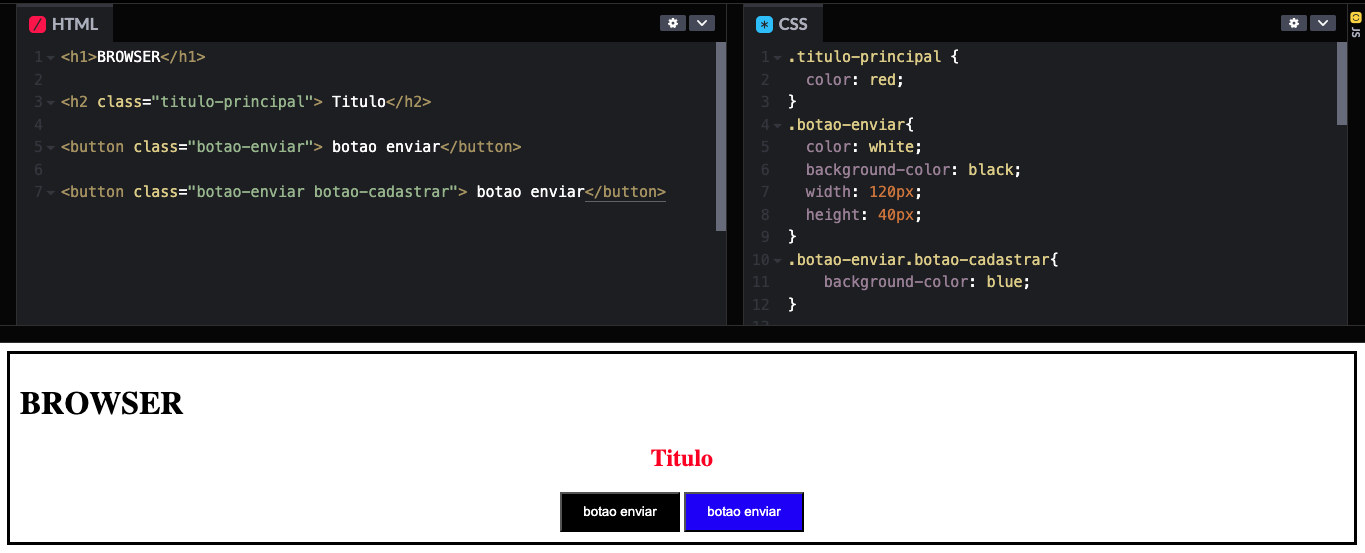 HTML
1 <h1>BROWSER</h1>
2
3 <h2 class="titulo-principal"> Titulo</h2>
4
5 <button class="botao-enviar"> botao enviar</button>
6
7 <button class="botao-enviar botao-cadastrar"> botao enviar</button>
CSS
1 .titulo-principal {
2 color: red;
3 }
4 .botao-enviar{
5 color: white;
6 background-color: black;
7 width: 120px;
8 height: 40px;
9 }
10 .botao-enviar.botao-cadastrar{
11 background-color: blue;
12 }
JS
BROWSER
Titulo
botao enviar botao enviar